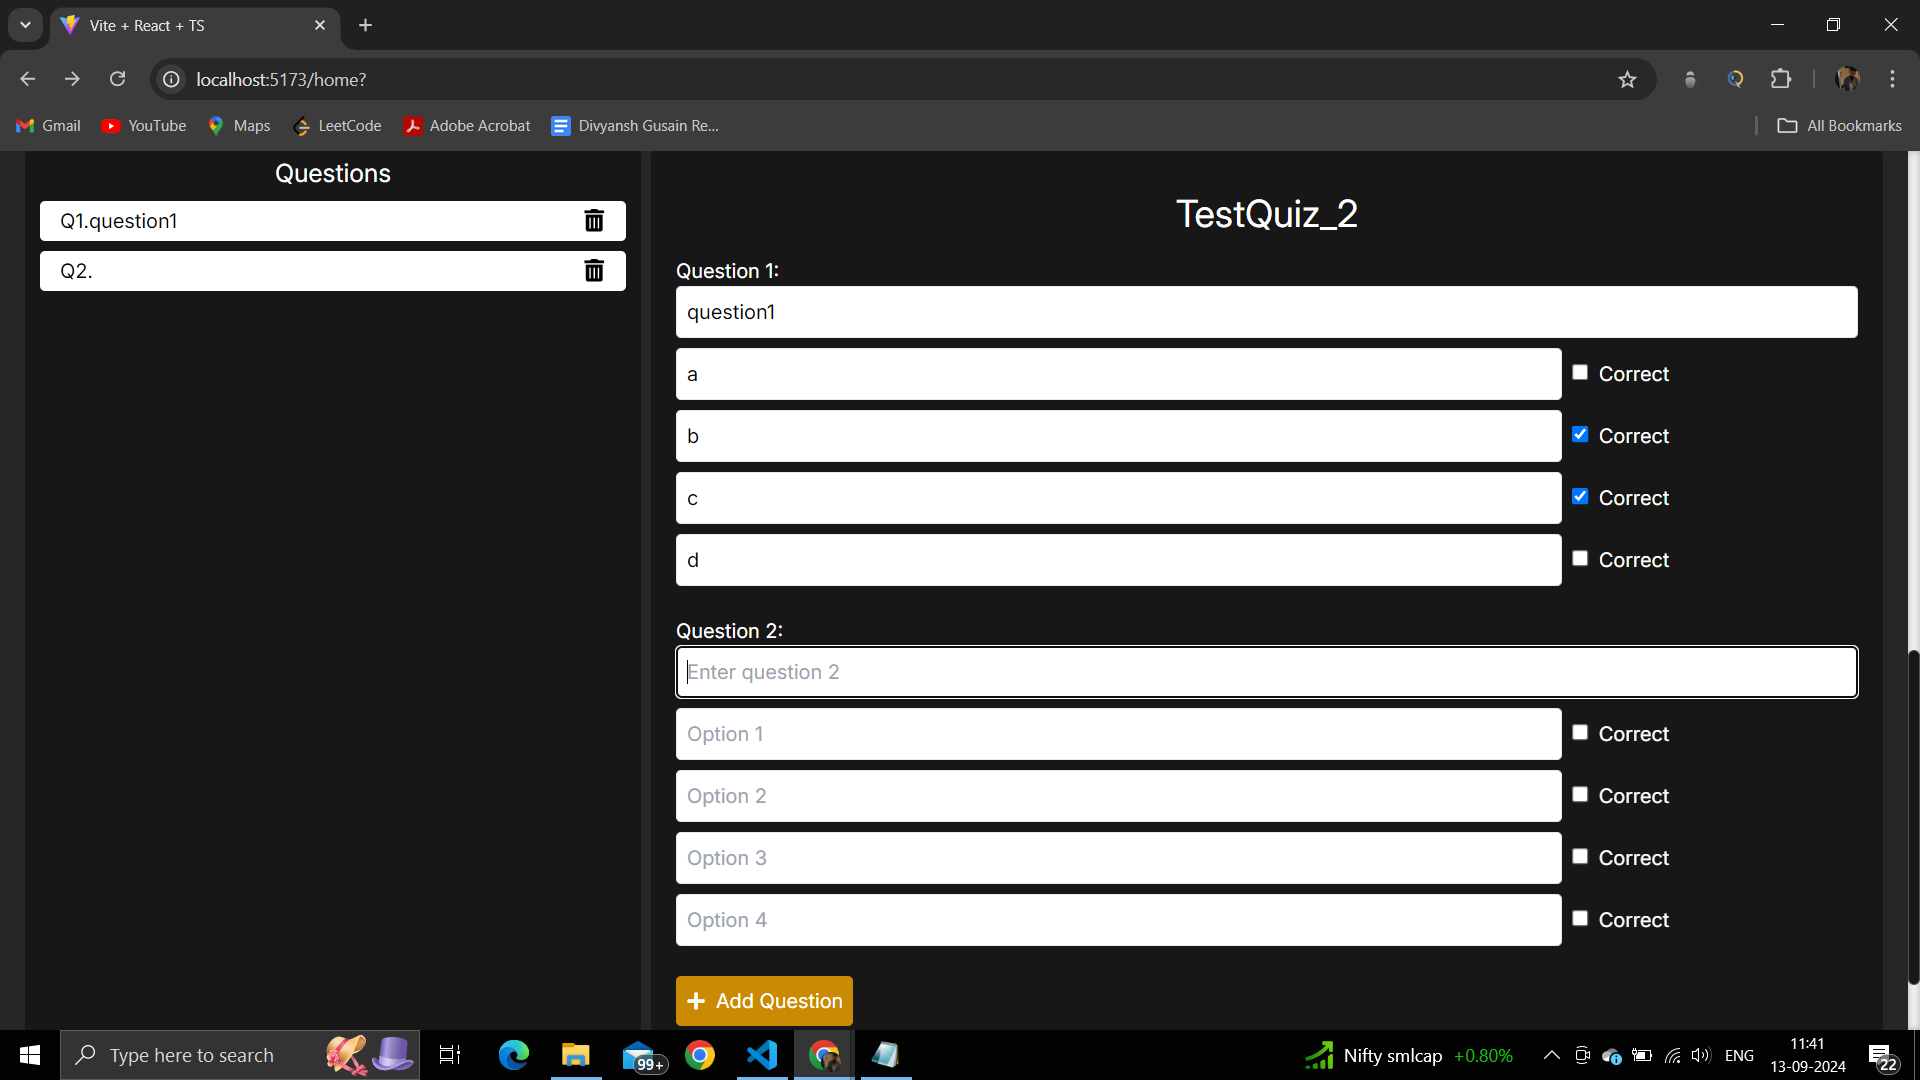 Vite + React + TS
localhost:5173/home?
Gmail YouTube Maps LeetCode Adobe Acrobat Divyansh Gusain Re... All Bookmarks
Questions
Q1.question1
Q2.
TestQuiz_2
Question 1:
question1
a Correct
b Correct
c Correct
d Correct
Question 2:
Enter question 2
Option 1 Correct
Option 2 Correct
Option 3 Correct
Option 4 Correct
+ Add Question
Type here to search 99+ Nifty smlcap +0.80% ENG 11:41
13-09-2024 22